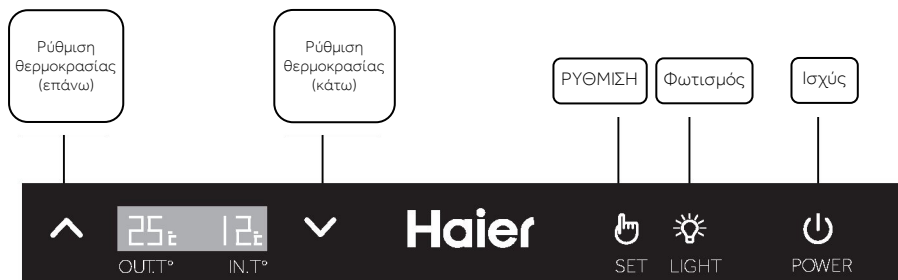 Ρύθμιση
θερμοκρασίας
(επάνω)
Ρύθμιση
θερμοκρασίας
(κάτω)
ΡΥΘΜΙΣΗ
Φωτισμός
Ισχύς
25°c 12°c
Haier
OUT.T° IN.T°
SET LIGHT POWER